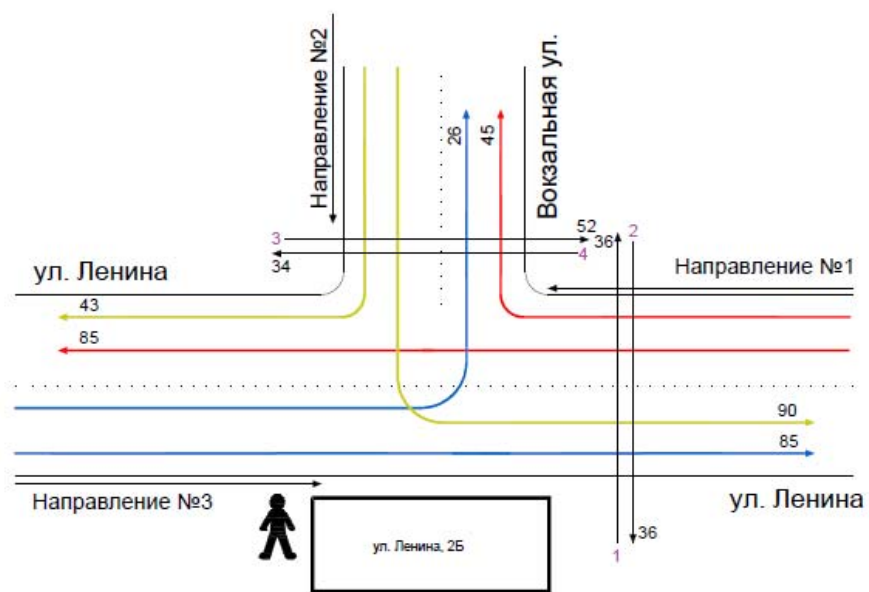 Направление №2
Вокзальная ул.
26
45
52
3
36
2
4
34
ул. Ленина
Направление №1
43
85
90
85
Направление №3
ул. Ленина
36
ул. Ленина, 2Б
1